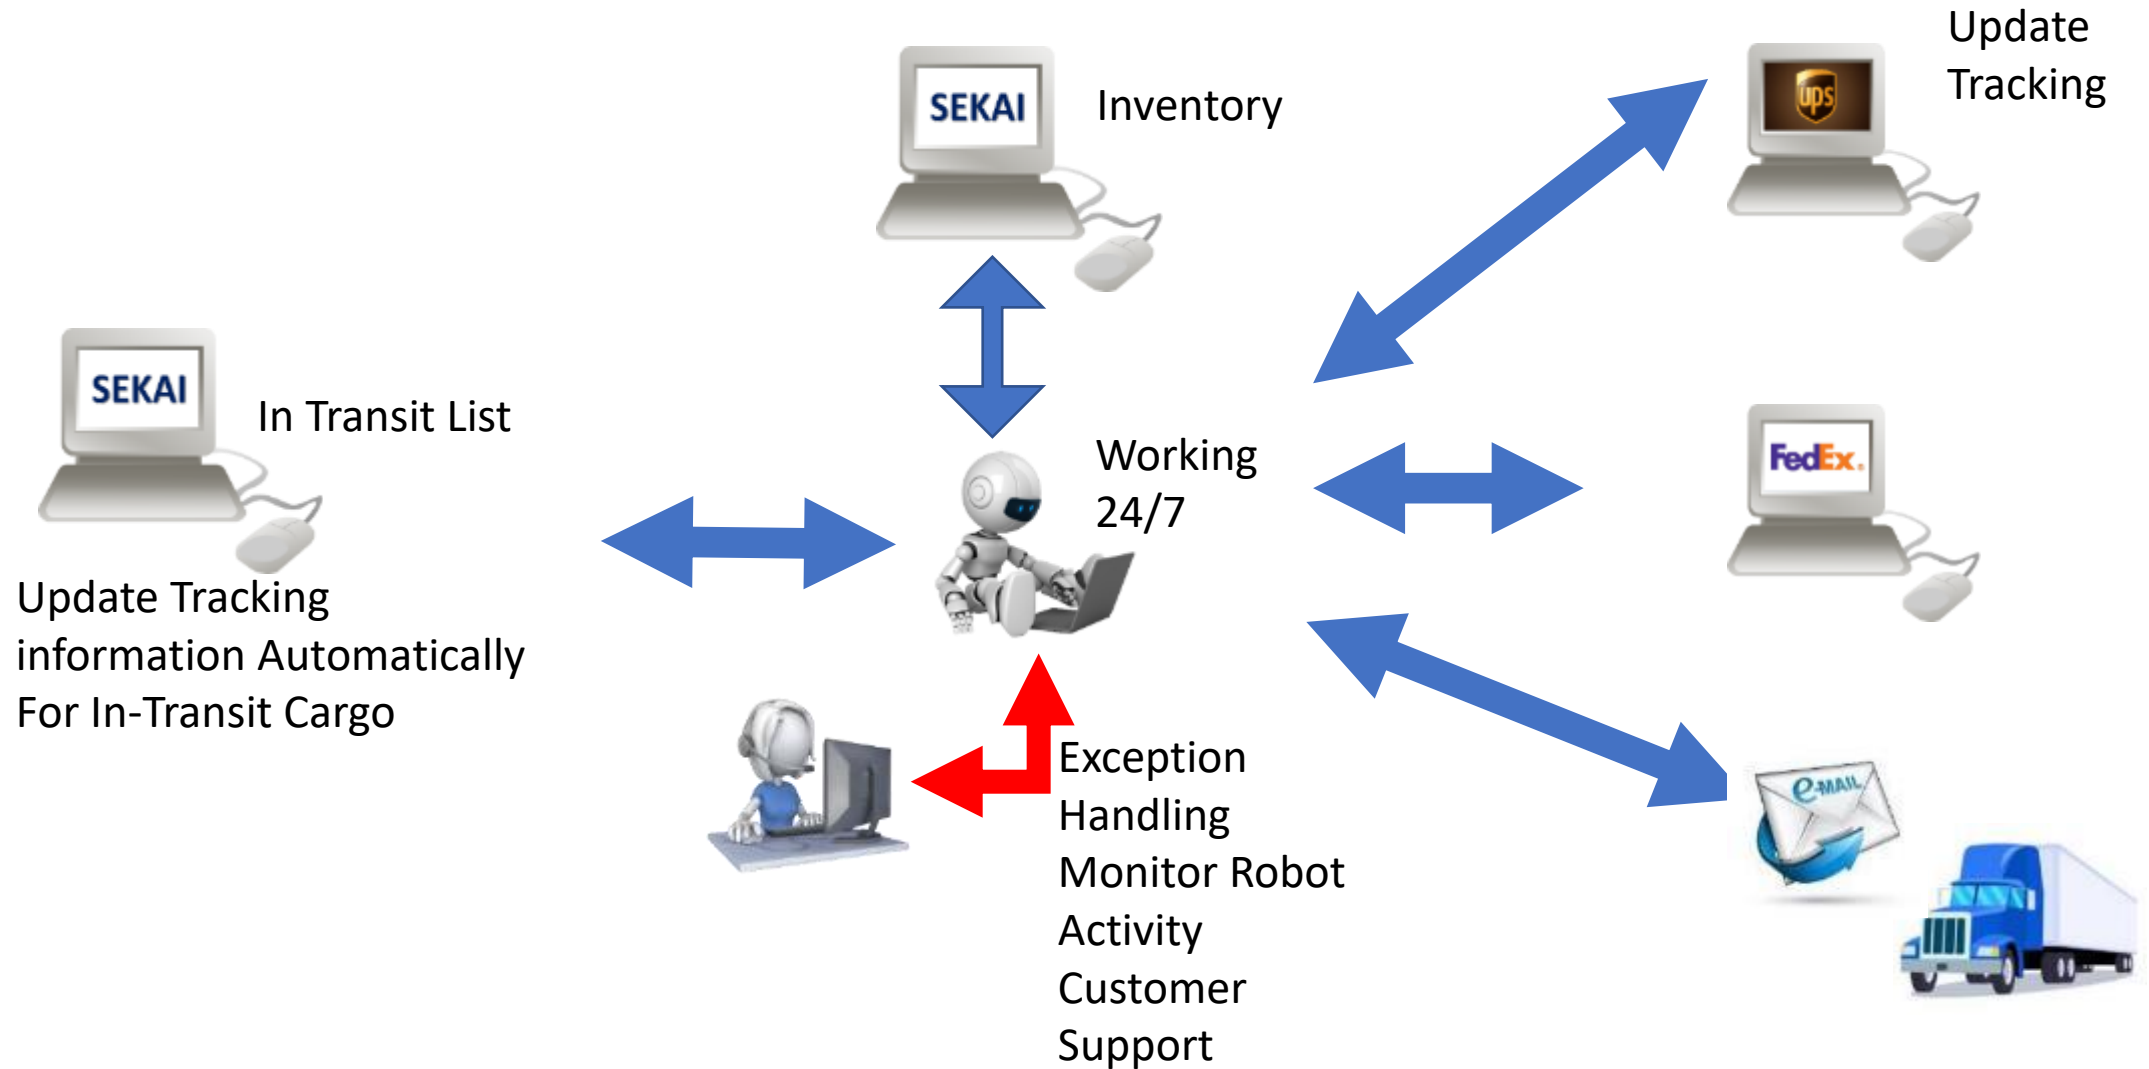 SEKAI
Inventory
ups
Update
Tracking
SEKAI
In Transit List
Update Tracking
information Automatically
For In-Transit Cargo
Working
24/7
FedEx.
Exception
Handling
Monitor Robot
Activity
Customer
Support
e-MAIL